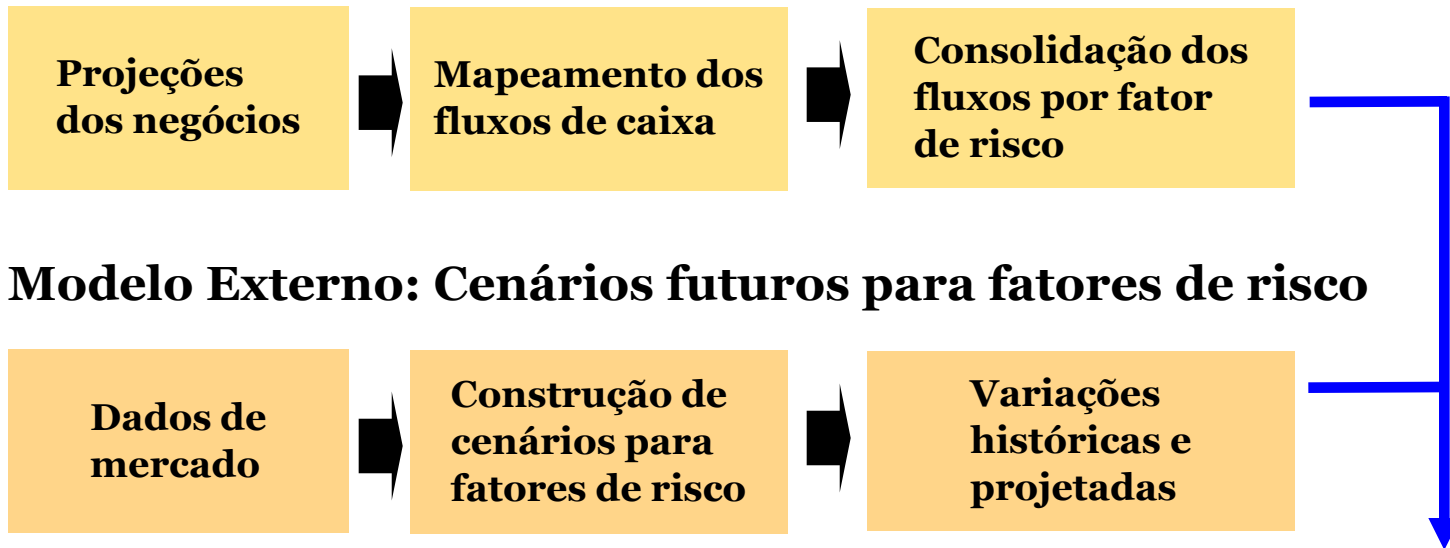 Projeções
dos negócios
Mapeamento dos
fluxos de caixa
Consolidação dos
fluxos por fator
de risco
Modelo Externo: Cenários futuros para fatores de risco
Dados de
mercado
Construção de
cenários para
fatores de risco
Variações
históricas e
projetadas